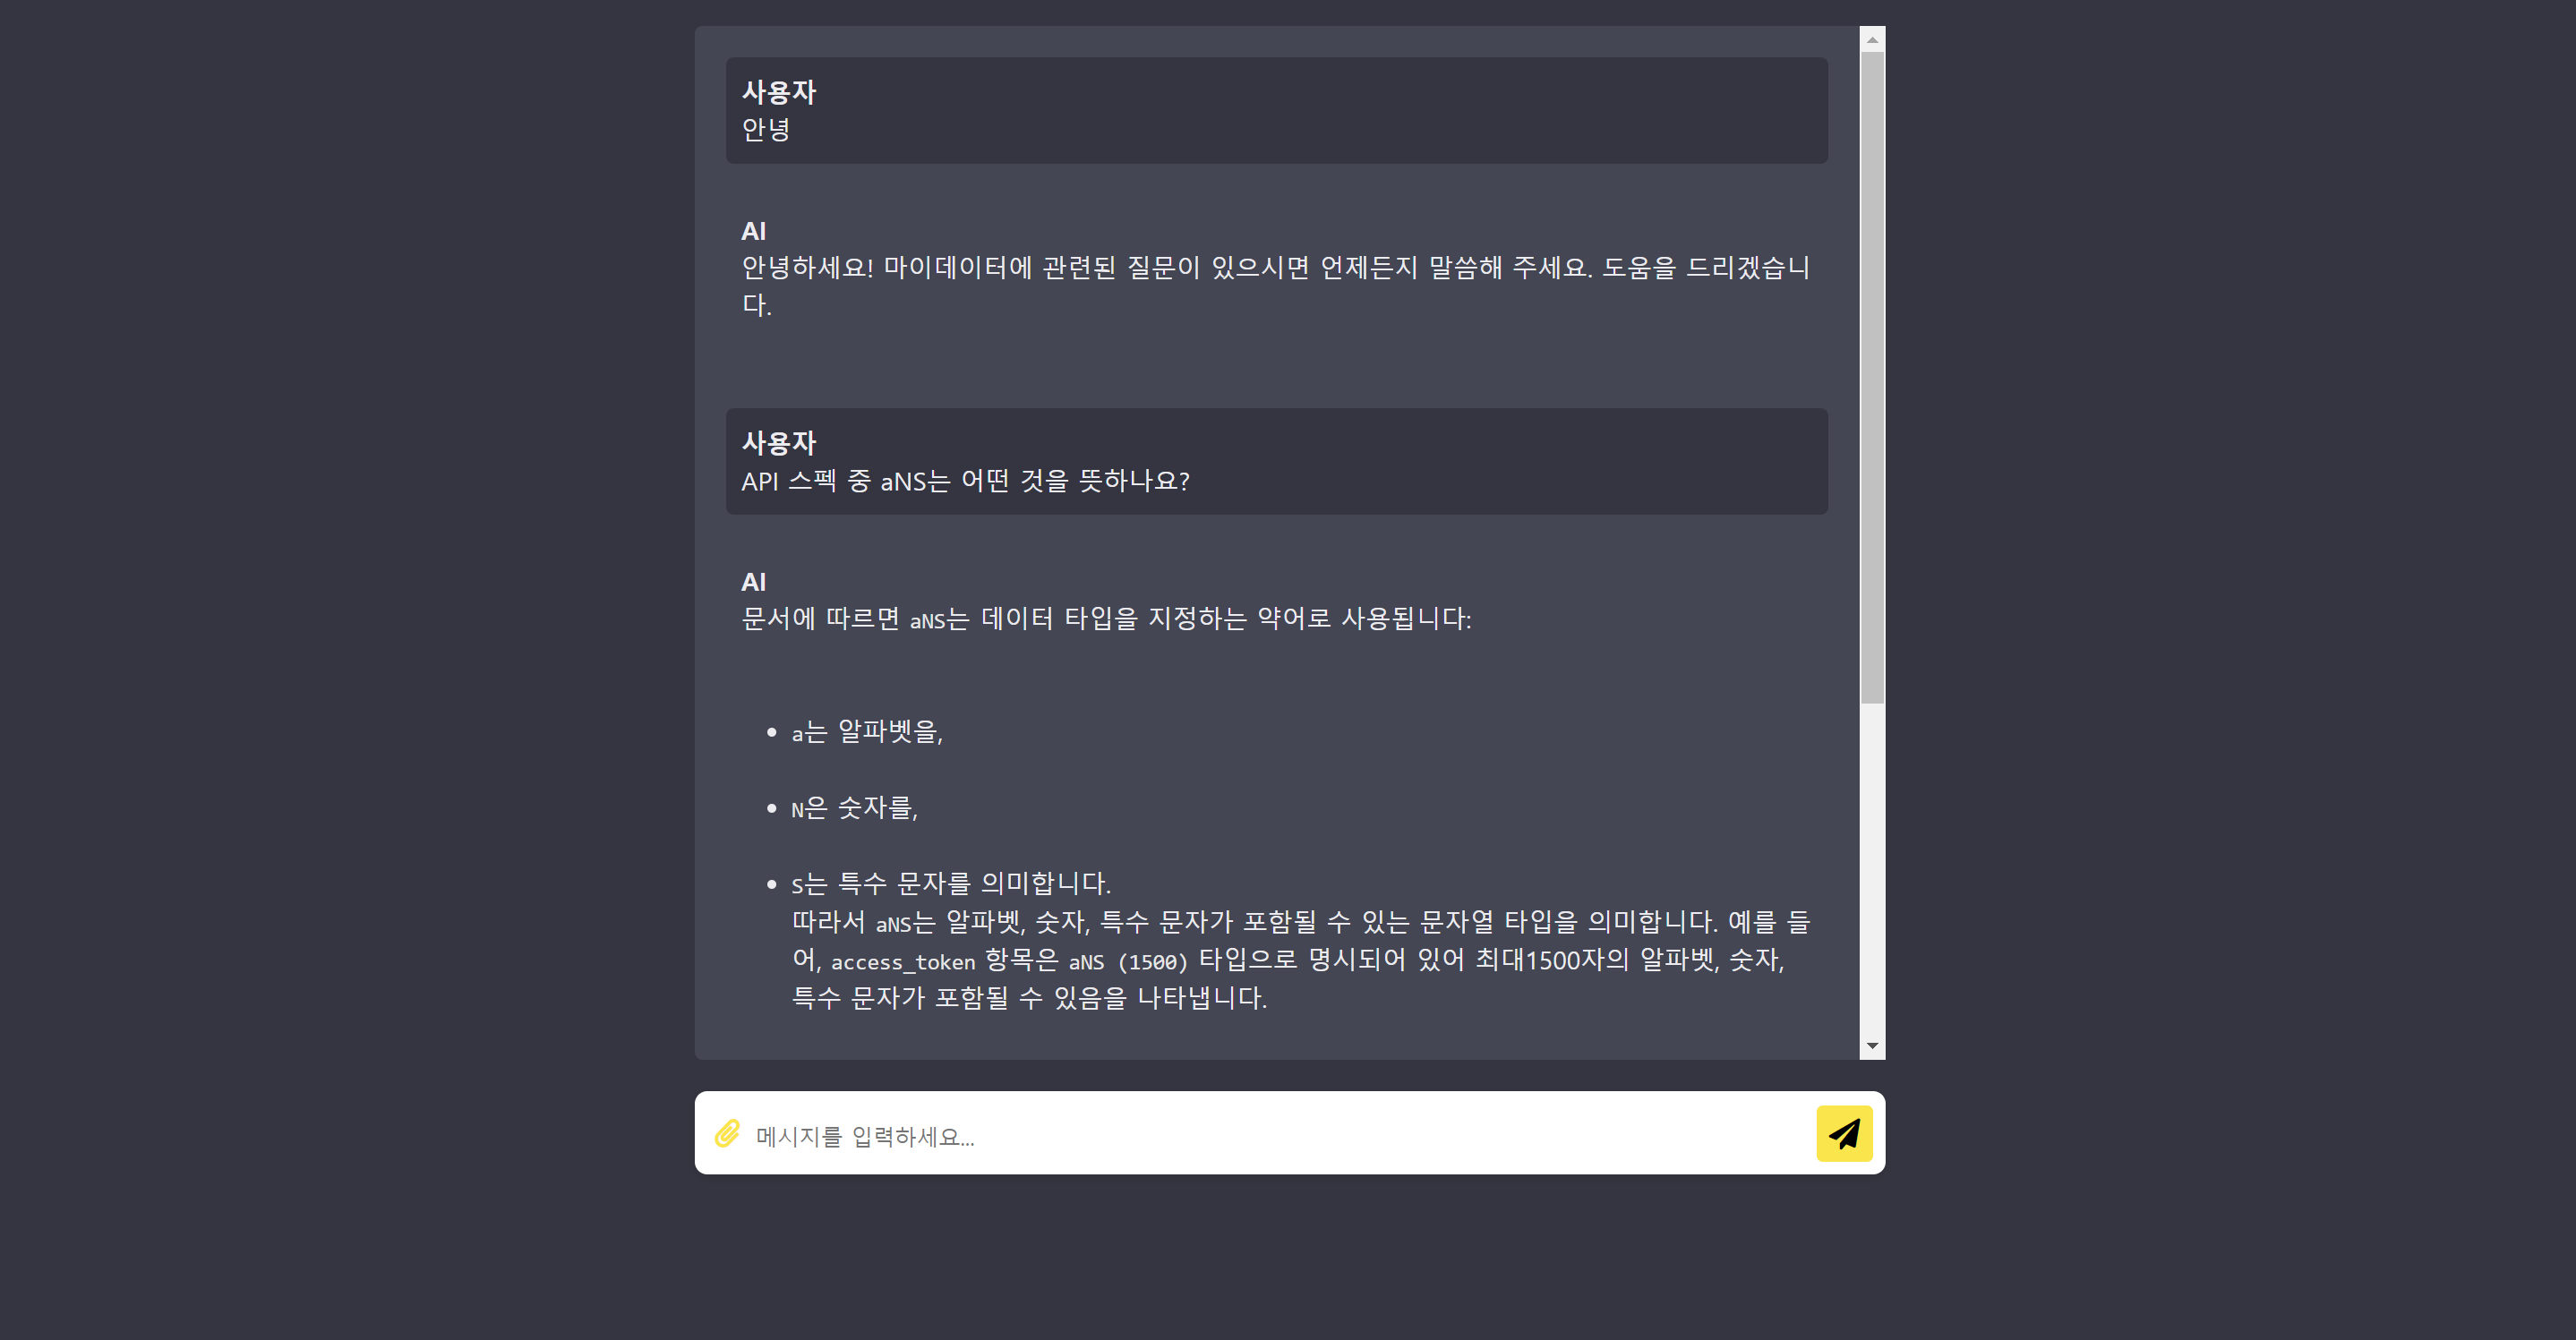 사용자
안녕
AI
안녕하세요! 마이데이터에 관련된 질문이 있으시면 언제든지 말씀해 주세요. 도움을 드리겠습니
다.
사용자
API 스펙 중 aNS는 어떤 것을 뜻하나요?
AI
문서에 따르면 aNS는 데이터 타입을 지정하는 약어로 사용됩니다:
• a는 알파벳을,
• N은 숫자를,
• S는 특수 문자를 의미합니다.
따라서 aNS는 알파벳, 숫자, 특수 문자가 포함될 수 있는 문자열 타입을 의미합니다. 예를 들
어, access_token 항목은 aNS (1500) 타입으로 명시되어 있어 최대1500자의 알파벳, 숫자,
특수 문자가 포함될 수 있음을 나타냅니다.
메시지를 입력하세요...